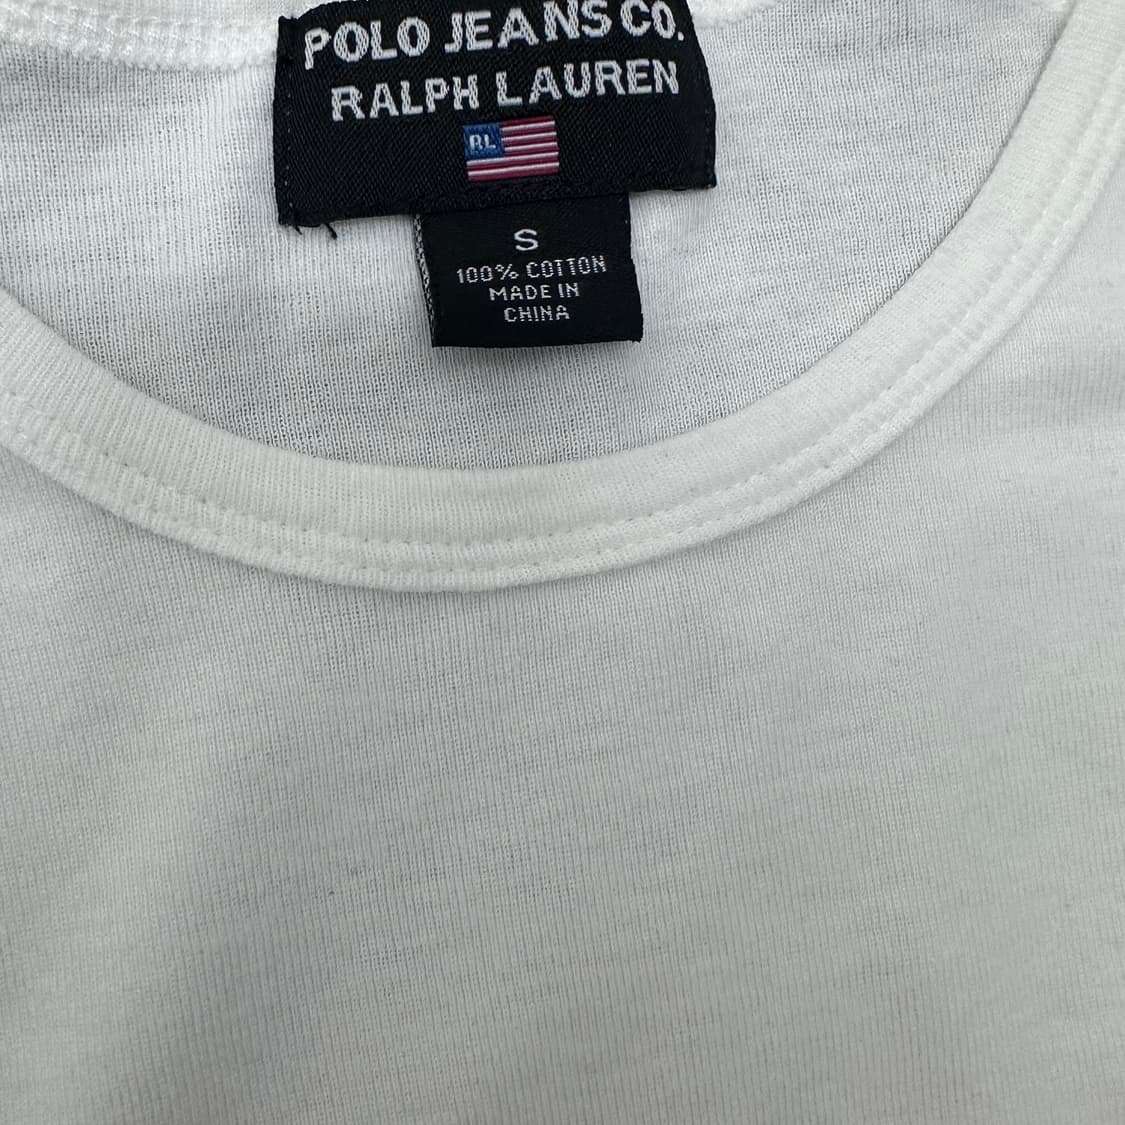 POLO JEANS CO.
RALPH LAUREN
RL
S
100% COTTON
MADE IN
CHINA